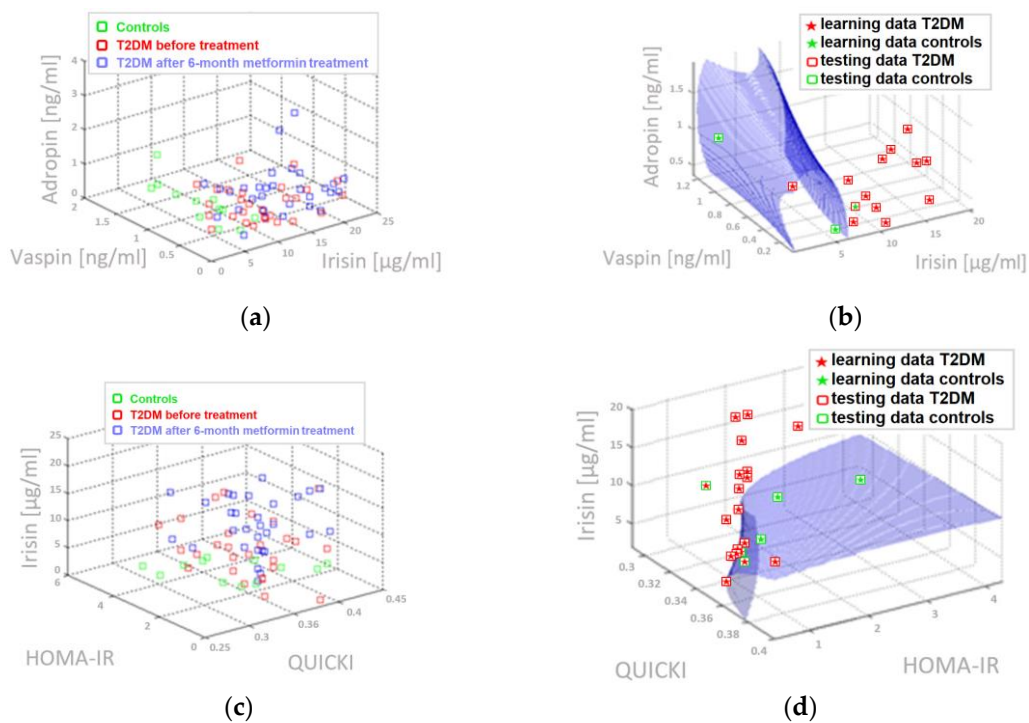 Controls
T2DM before treatment
T2DM after 6-month metformin treatment
Adropin [ng/ml]
4
3
2
1
0
2
1.5
1
0.5
0
0
5
10
15
20
25
Vaspin [ng/ml]
Irisin [µg/ml]
(a)
learning data T2DM
learning data controls
testing data T2DM
testing data controls
Adropin [ng/ml]
1.5
1
0.5
1.2
1
0.8
0.6
0.4
0.2
5
10
15
20
Vaspin [ng/ml]
Irisin [µg/ml]
(b)
Controls
T2DM before treatment
T2DM after 6-month metformin treatment
Irisin [µg/ml]
25
20
15
10
5
0
6
4
2
0
0.25
0.3
0.36
0.4
0.45
HOMA-IR
QUICKI
(c)
learning data T2DM
learning data controls
testing data T2DM
testing data controls
Irisin [µg/ml]
20
15
10
5
0.3
0.32
0.34
0.36
0.38
0.4
1
2
3
4
QUICKI
HOMA-IR
(d)